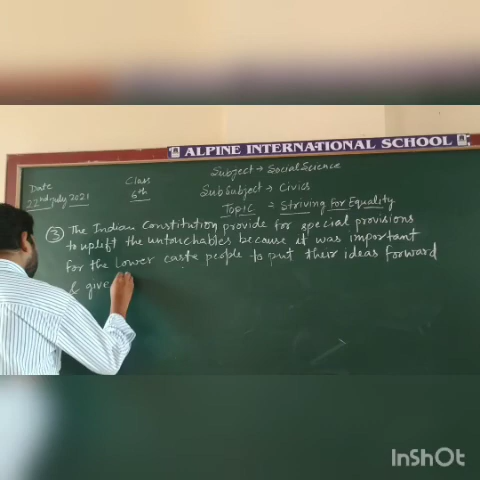 ALPINE INTERNATIONAL SCHOOL
Subject → Social Science
Date
Class
Subsubject → Civics
22nd July 2021
6th
Topic = Striving For Equality
③ The Indian Constitution provide for special provisions
to uplift the untouchables because it was important
for the lower caste people to put their ideas forward
& give
InShOt